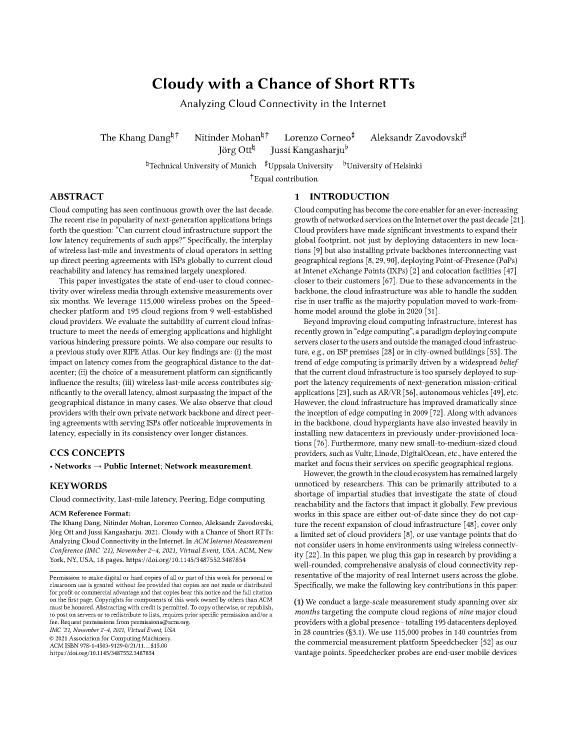 Cloudy with a Chance of Short RTTs
Analyzing Cloud Connectivity in the Internet
The Khang Dang♮† Nitinder Mohan♮† Lorenzo Corneo♯ Aleksandr Zavodovski♯
Jörg Ott♮ Jussi Kangasharju♭
♮Technical University of Munich ♯Uppsala University ♭University of Helsinki
†Equal contribution
ABSTRACT
Cloud computing has seen continuous growth over the last decade.
The recent rise in popularity of next-generation applications brings
forth the question: "Can current cloud infrastructure support the
low latency requirements of such apps?" Specifically, the interplay
of wireless last-mile and investments of cloud operators in setting
up direct peering agreements with ISPs globally to current cloud
reachability and latency has remained largely unexplored.
This paper investigates the state of end-user to cloud connec-
tivity over wireless media through extensive measurements over
six months. We leverage 115,000 wireless probes on the Speed-
checker platform and 195 cloud regions from 9 well-established
cloud providers. We evaluate the suitability of current cloud infras-
tructure to meet the needs of emerging applications and highlight
various hindering pressure points. We also compare our results to
a previous study over RIPE Atlas. Our key findings are: (i) the most
impact on latency comes from the geographical distance to the dat-
acenter; (ii) the choice of a measurement platform can significantly
influence the results; (iii) wireless last-mile access contributes sig-
nificantly to the overall latency, almost surpassing the impact of the
geographical distance in many cases. We also observe that cloud
providers with their own private network backbone and direct peer-
ing agreements with serving ISPs offer noticeable improvements in
latency, especially in its consistency over longer distances.
CCS CONCEPTS
• Networks → Public Internet; Network measurement.
KEYWORDS
Cloud connectivity, Last-mile latency, Peering, Edge computing
ACM Reference Format:
The Khang Dang, Nitinder Mohan, Lorenzo Corneo, Aleksandr Zavodovski,
Jörg Ott and Jussi Kangasharju. 2021. Cloudy with a Chance of Short RTTs:
Analyzing Cloud Connectivity in the Internet. In ACM Internet Measurement
Conference (IMC '21), November 2–4, 2021, Virtual Event, USA. ACM, New
York, NY, USA, 18 pages. https://doi.org/10.1145/3487552.3487854
Permission to make digital or hard copies of all or part of this work for personal or
classroom use is granted without fee provided that copies are not made or distributed
for profit or commercial advantage and that copies bear this notice and the full citation
on the first page. Copyrights for components of this work owned by others than ACM
must be honored. Abstracting with credit is permitted. To copy otherwise, or republish,
to post on servers or to redistribute to lists, requires prior specific permission and/or a
fee. Request permissions from permissions@acm.org.
IMC '21, November 2–4, 2021, Virtual Event, USA
© 2021 Association for Computing Machinery.
ACM ISBN 978-1-4503-9129-0/21/11...$15.00
https://doi.org/10.1145/3487552.3487854
1 INTRODUCTION
Cloud computing has become the core enabler for an ever-increasing
growth of networked services on the Internet over the past decade [21].
Cloud providers have made significant investments to expand their
global footprint, not just by deploying datacenters in new loca-
tions [9] but also installing private backbones interconnecting vast
geographical regions [8, 29, 90], deploying Point-of-Presence (PoPs)
at Internet eXchange Points (IXPs) [2] and colocation facilities [47]
closer to their customers [67]. Due to these advancements in the
backbone, the cloud infrastructure was able to handle the sudden
rise in user traffic as the majority population moved to work-from-
home model around the globe in 2020 [31].
Beyond improving cloud computing infrastructure, interest has
recently grown in "edge computing", a paradigm deploying compute
servers closer to the users and outside the managed cloud infrastruc-
ture, e.g., on ISP premises [28] or in city-owned buildings [53]. The
trend of edge computing is primarily driven by a widespread belief
that the current cloud infrastructure is too sparsely deployed to sup-
port the latency requirements of next-generation mission-critical
applications [23], such as AR/VR [56], autonomous vehicles [49], etc.
However, the cloud infrastructure has improved dramatically since
the inception of edge computing in 2009 [72]. Along with advances
in the backbone, cloud hypergiants have also invested heavily in
installing new datacenters in previously under-provisioned loca-
tions [76]. Furthermore, many new small-to-medium-sized cloud
providers, such as Vultr, Linode, DigitalOcean, etc., have entered the
market and focus their services on specific geographical regions.
However, the growth in the cloud ecosystem has remained largely
unnoticed by researchers. This can be primarily attributed to a
shortage of impartial studies that investigate the state of cloud
reachability and the factors that impact it globally. Few previous
works in this space are either out-of-date since they do not cap-
ture the recent expansion of cloud infrastructure [48], cover only
a limited set of cloud providers [8], or use vantage points that do
not consider users in home environments using wireless connectiv-
ity [22]. In this paper, we plug this gap in research by providing a
well-rounded, comprehensive analysis of cloud connectivity rep-
resentative of the majority of real Internet users across the globe.
Specifically, we make the following key contributions in this paper:
(1) We conduct a large-scale measurement study spanning over six
months targeting the compute cloud regions of nine major cloud
providers with a global presence - totalling 195 datacenters deployed
in 28 countries (§3.1). We use 115,000 probes in 140 countries from
the commercial measurement platform Speedchecker [52] as our
vantage points. Speedchecker probes are end-user mobile devices